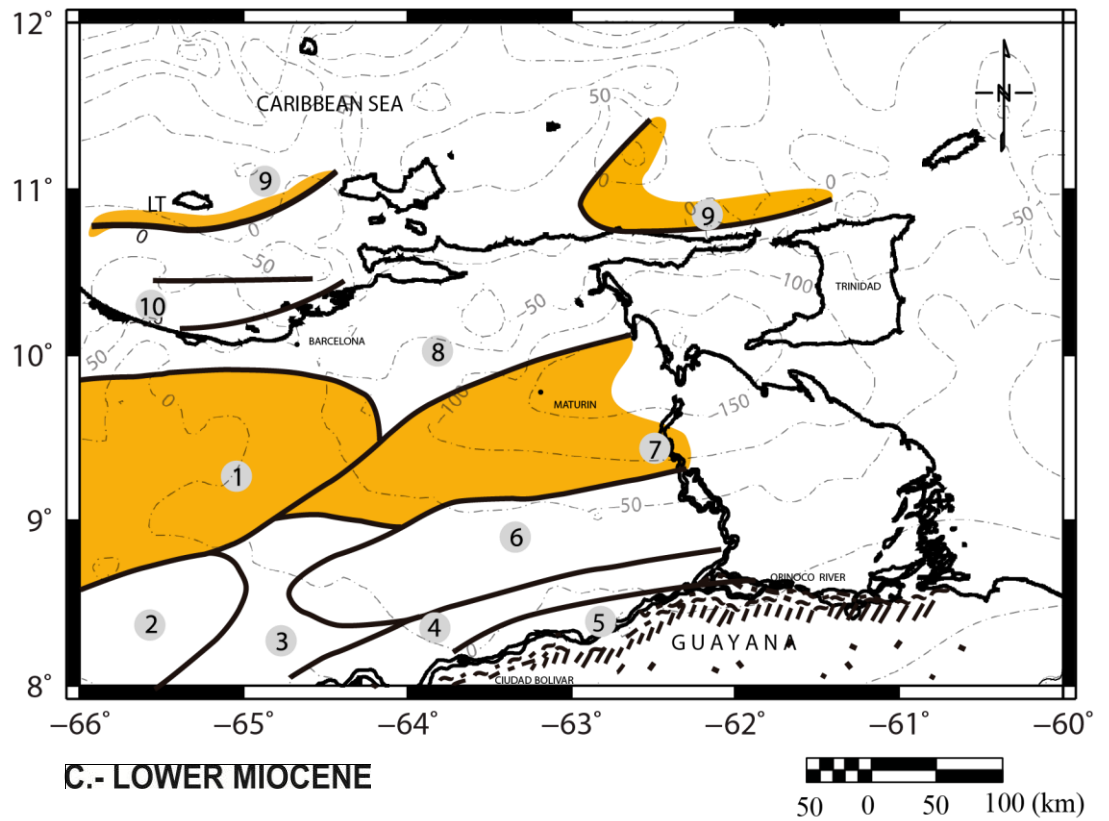 12°
CARIBBEAN SEA
50
N
11°
9
LT
0
0
0
0
0
9
-50
50
10
100
TRINIDAD
-50
10°
BARCELONA
50
8
0
-100
MATURIN
-150
7
1
9°
-50
6
ORINOCO RIVER
2
3
4
5
0
GUAYANA
CIUDAD BOLIVAR
8°
−66° −65° −64° −63° −62° −61° −60°
C.- LOWER MIOCENE
50 0 50 100 (km)